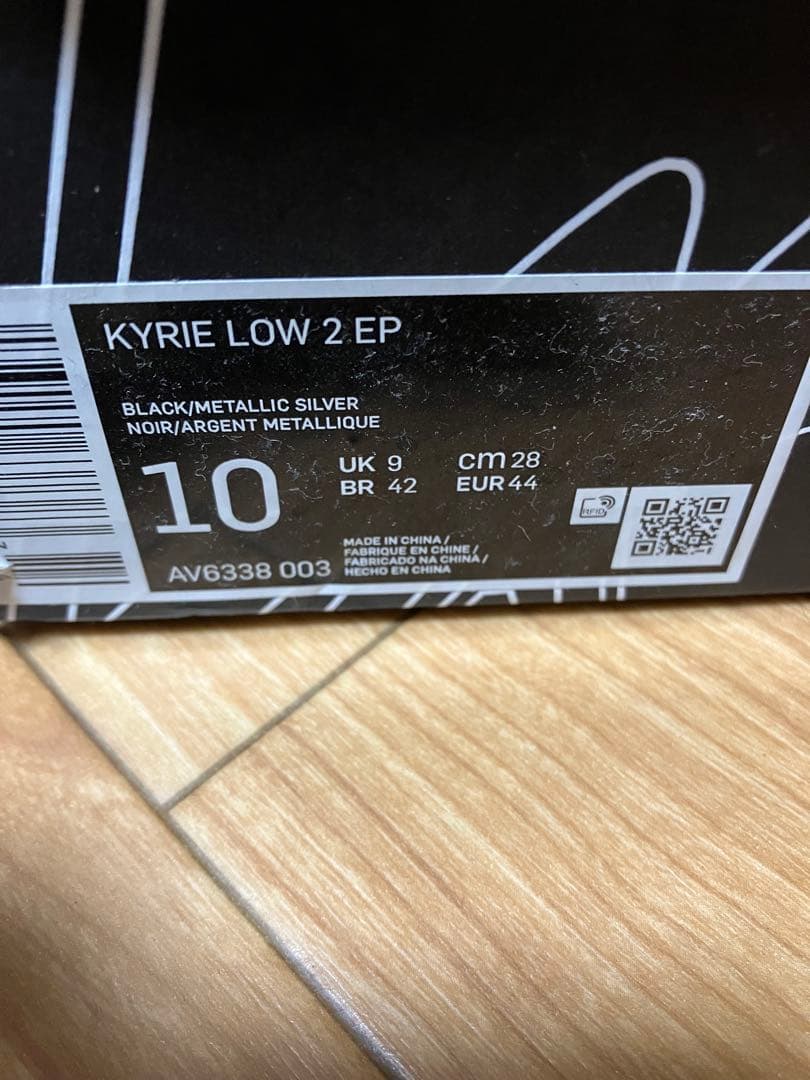 KYRIE LOW 2 EP
BLACK/METALLIC SILVER
NOIR/ARGENT METALLIQUE
10
UK 9
cm 28
BR 42
EUR 44
RFID
AV6338 003
MADE IN CHINA /
FABRIQUE EN CHINE /
FABRICADO NA CHINA /
HECHO EN CHINA